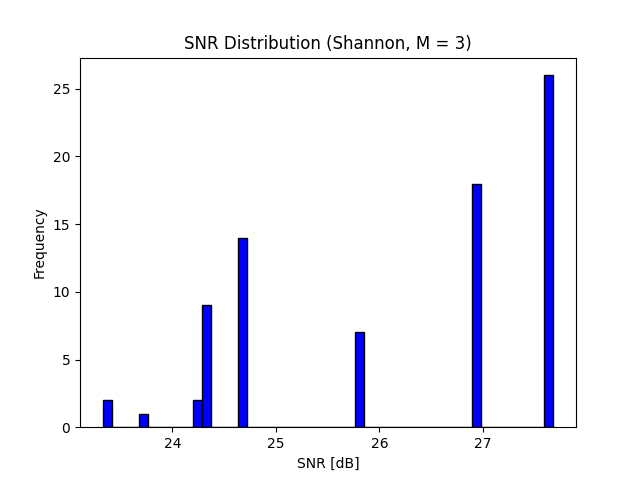 SNR Distribution (Shannon, M = 3)
Frequency
25
20
15
10
5
0
24 25 26 27
SNR [dB]